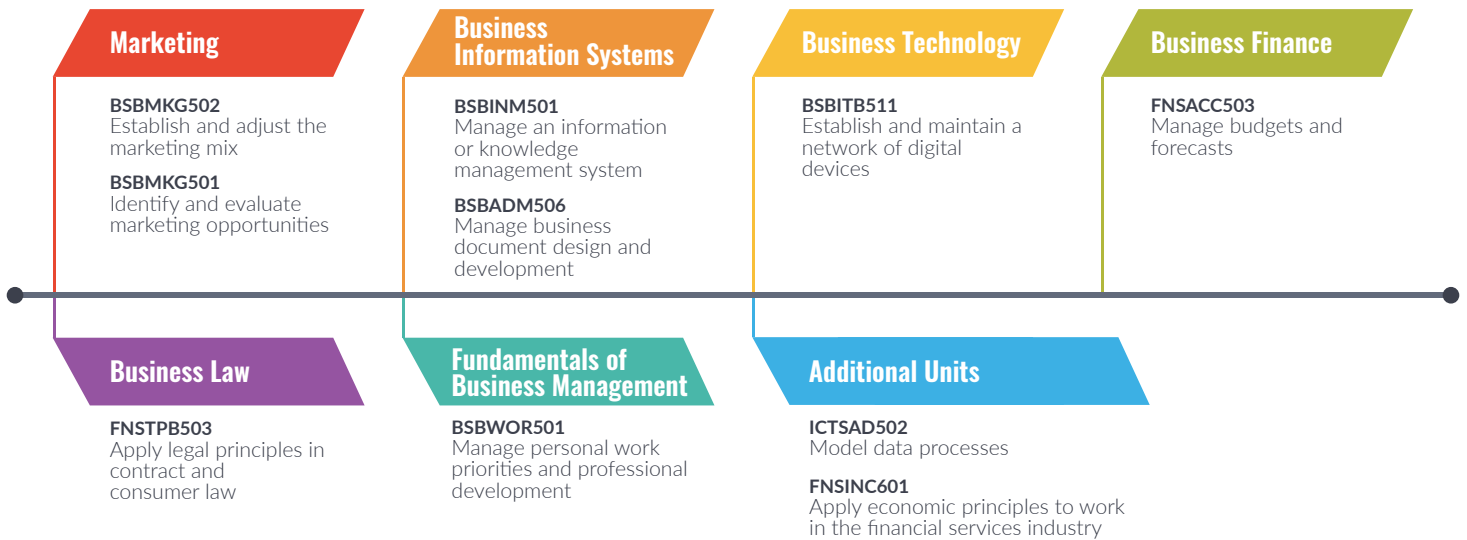 Marketing
BSBMKG502
Establish and adjust the
marketing mix
BSBMKG501
Identify and evaluate
marketing opportunities
Business
Information Systems
BSBINM501
Manage an information
or knowledge
management system
BSBADM506
Manage business
document design and
development
Business Technology
BSBITB511
Establish and maintain a
network of digital
devices
Business Finance
FNSACC503
Manage budgets and
forecasts
Business Law
FNSTPB503
Apply legal principles in
contract and
consumer law
Fundamentals of
Business Management
BSBWOR501
Manage personal work
priorities and professional
development
Additional Units
ICTSAD502
Model data processes
FNSINC601
Apply economic principles to work
in the financial services industry